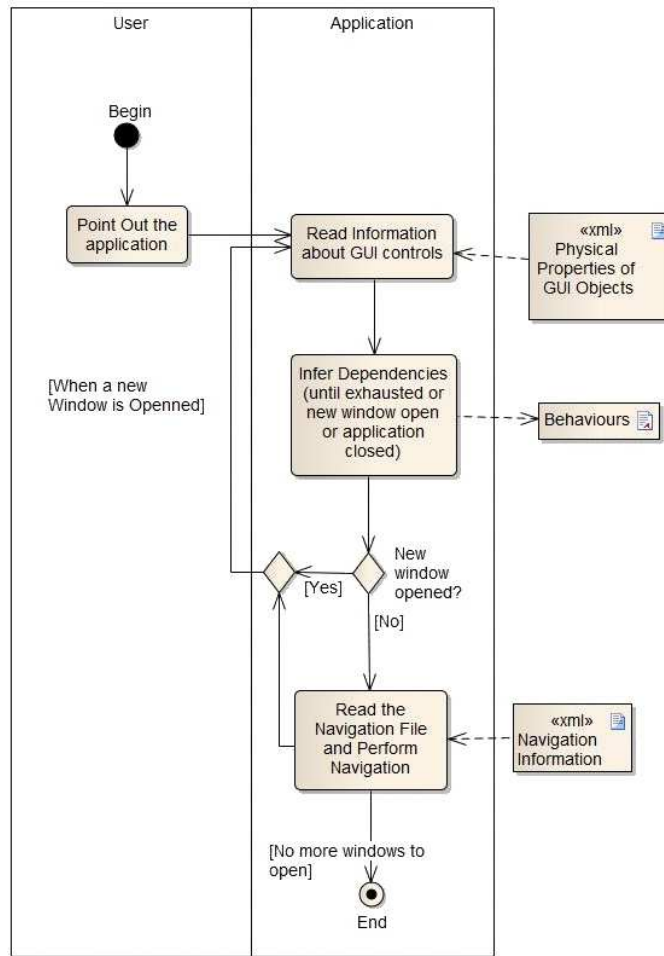 User
Application
Begin
Point Out the
application
Read Information
about GUI controls
«xml»
Physical
Properties of
GUI Objects
[When a new
Window is Openned]
Infer Dependencies
(until exhausted or
new window open
or application
closed)
Behaviours
New
window
opened?
[Yes]
[No]
Read the
Navigation File
and Perform
Navigation
«xml»
Navigation
Information
[No more windows to
open]
End